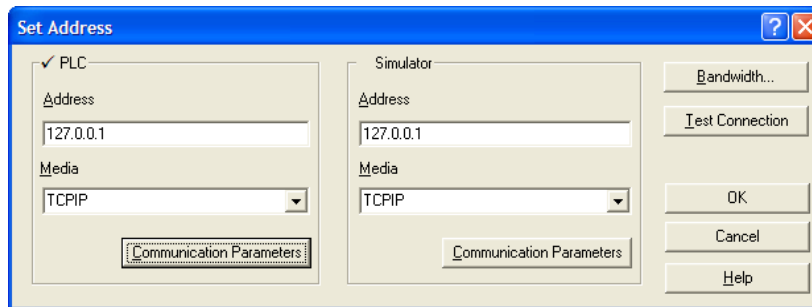 Set Address
PLC
Address
127.0.0.1
Media
TCPIP
Communication Parameters
Simulator
Address
127.0.0.1
Media
TCPIP
Communication Parameters
Bandwidth...
Test Connection
OK
Cancel
Help